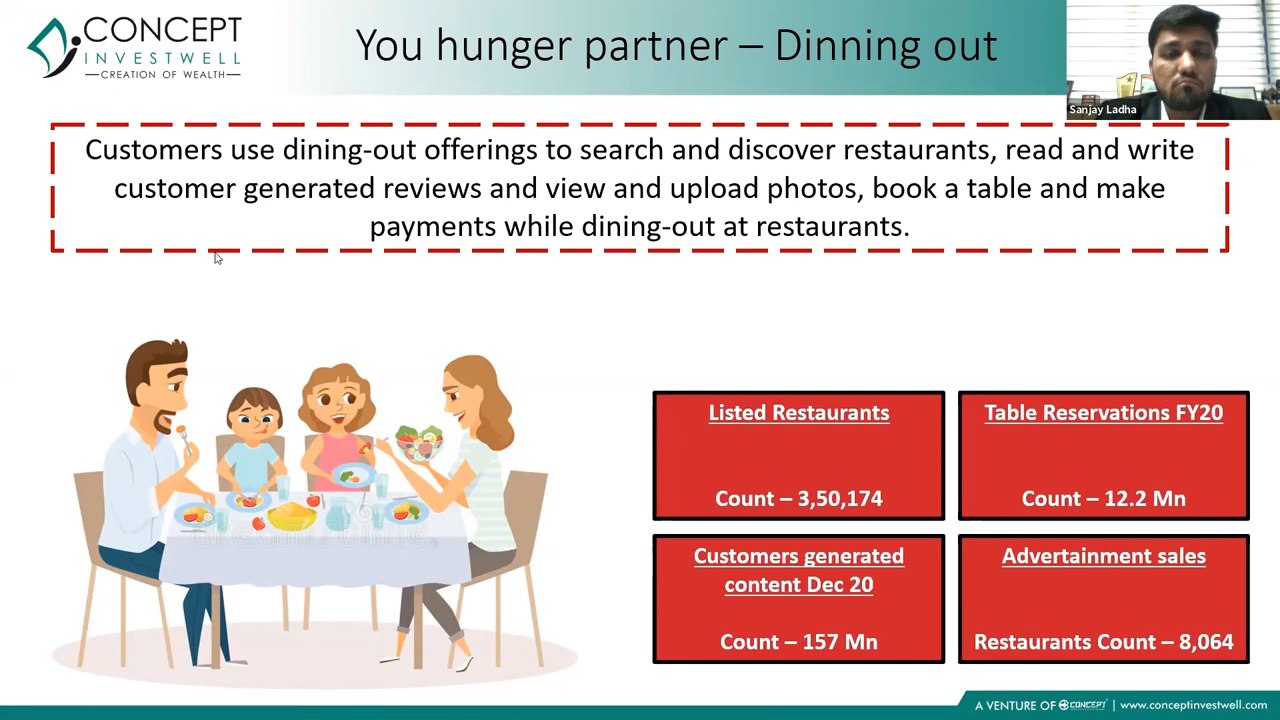 CONCEPT
INVESTWELL
CREATION OF WEALTH
You hunger partner – Dinning out
Sanjay Ladha
Customers use dining-out offerings to search and discover restaurants, read and write
customer generated reviews and view and upload photos, book a table and make
payments while dining-out at restaurants.
Listed Restaurants
Count – 3,50,174
Table Reservations FY20
Count – 12.2 Mn
Customers generated
content Dec 20
Count – 157 Mn
Advertainment sales
Restaurants Count – 8,064
A VENTURE OF CONCEPT | www.conceptinvestwell.com